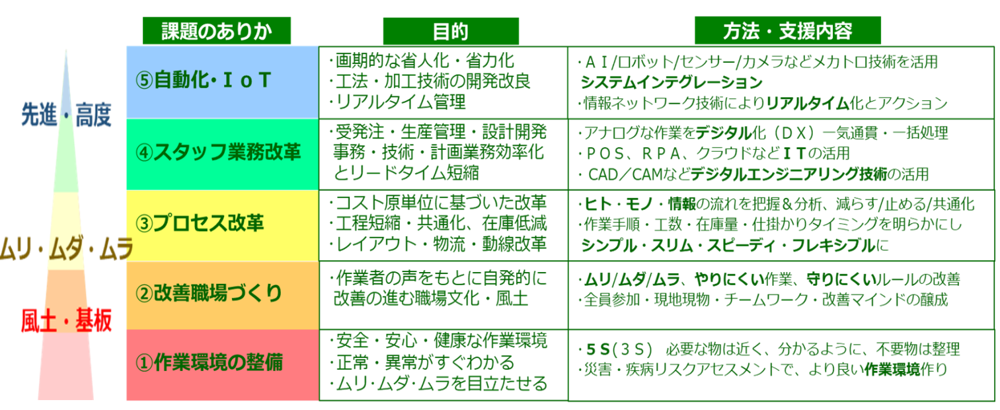 課題のありか
目的
方法・支援内容
先進・高度
ムリ・ムダ・ムラ
風土・基板
⑤自動化・ＩｏＴ
・画期的な省人化・省力化
・工法・加工技術の開発改良
・リアルタイム管理
・ＡＩ/ロボット/センサー/カメラなどメカトロ技術を活用
システムインテグレーション
・情報ネットワーク技術によりリアルタイム化とアクション
④スタッフ業務改革
・受発注・生産管理・設計開発
事務・技術・計画業務効率化
とリードタイム短縮
・アナログな作業をデジタル化（ＤＸ）一気通貫・一括処理
・ＰＯＳ、ＲＰＡ、クラウドなどＩＴの活用
・CAD／CAMなどデジタルエンジニアリング技術の活用
③プロセス改革
・コスト原単位に基づいた改革
・工程短縮・共通化、在庫低減
・レイアウト・物流・動線改革
・ヒト・モノ・情報の流れを把握＆分析、減らす/止める/共通化
・作業手順・工数・在庫量・仕掛かりタイミングを明らかにし
シンプル・スリム・スピーディ・フレキシブルに
②改善職場づくり
・作業者の声をもとに自発的に
改善の進む職場文化・風土
・ムリ/ムダ/ムラ、やりにくい作業、守りにくいルールの改善
・全員参加・現地現物・チームワーク・改善マインドの醸成
①作業環境の整備
・安全・安心・健康な作業環境
・正常・異常がすぐわかる
・ムリ・ムダ・ムラを目立たせる
・５Ｓ(３Ｓ)　必要な物は近く、分かるように、不要物は整理
・災害・疾病リスクアセスメントで、より良い作業環境作り